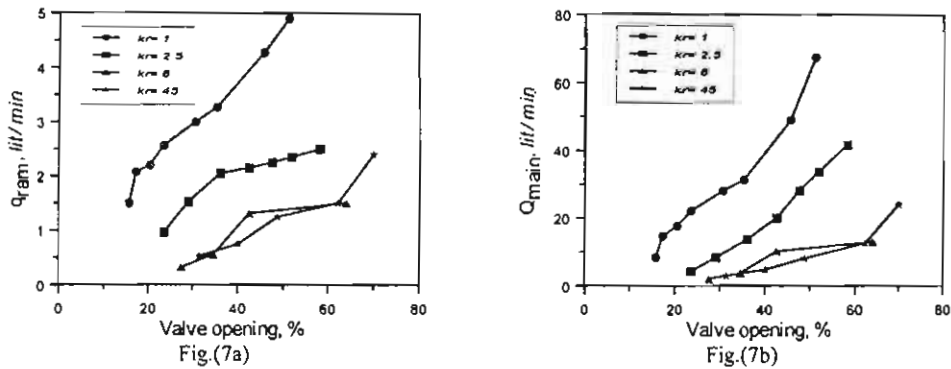 5
4
3
2
1
0
q_ram, lit/min
kr= 1
kr= 2.5
kr= 6
kr= 45
0 20 40 60 80
Valve opening, %
Fig.(7a)
80
60
40
20
0
Q_main, lit/min
kr= 1
kr= 2.5
kr= 6
kr= 45
0 20 40 60 80
Valve opening, %
Fig.(7b)